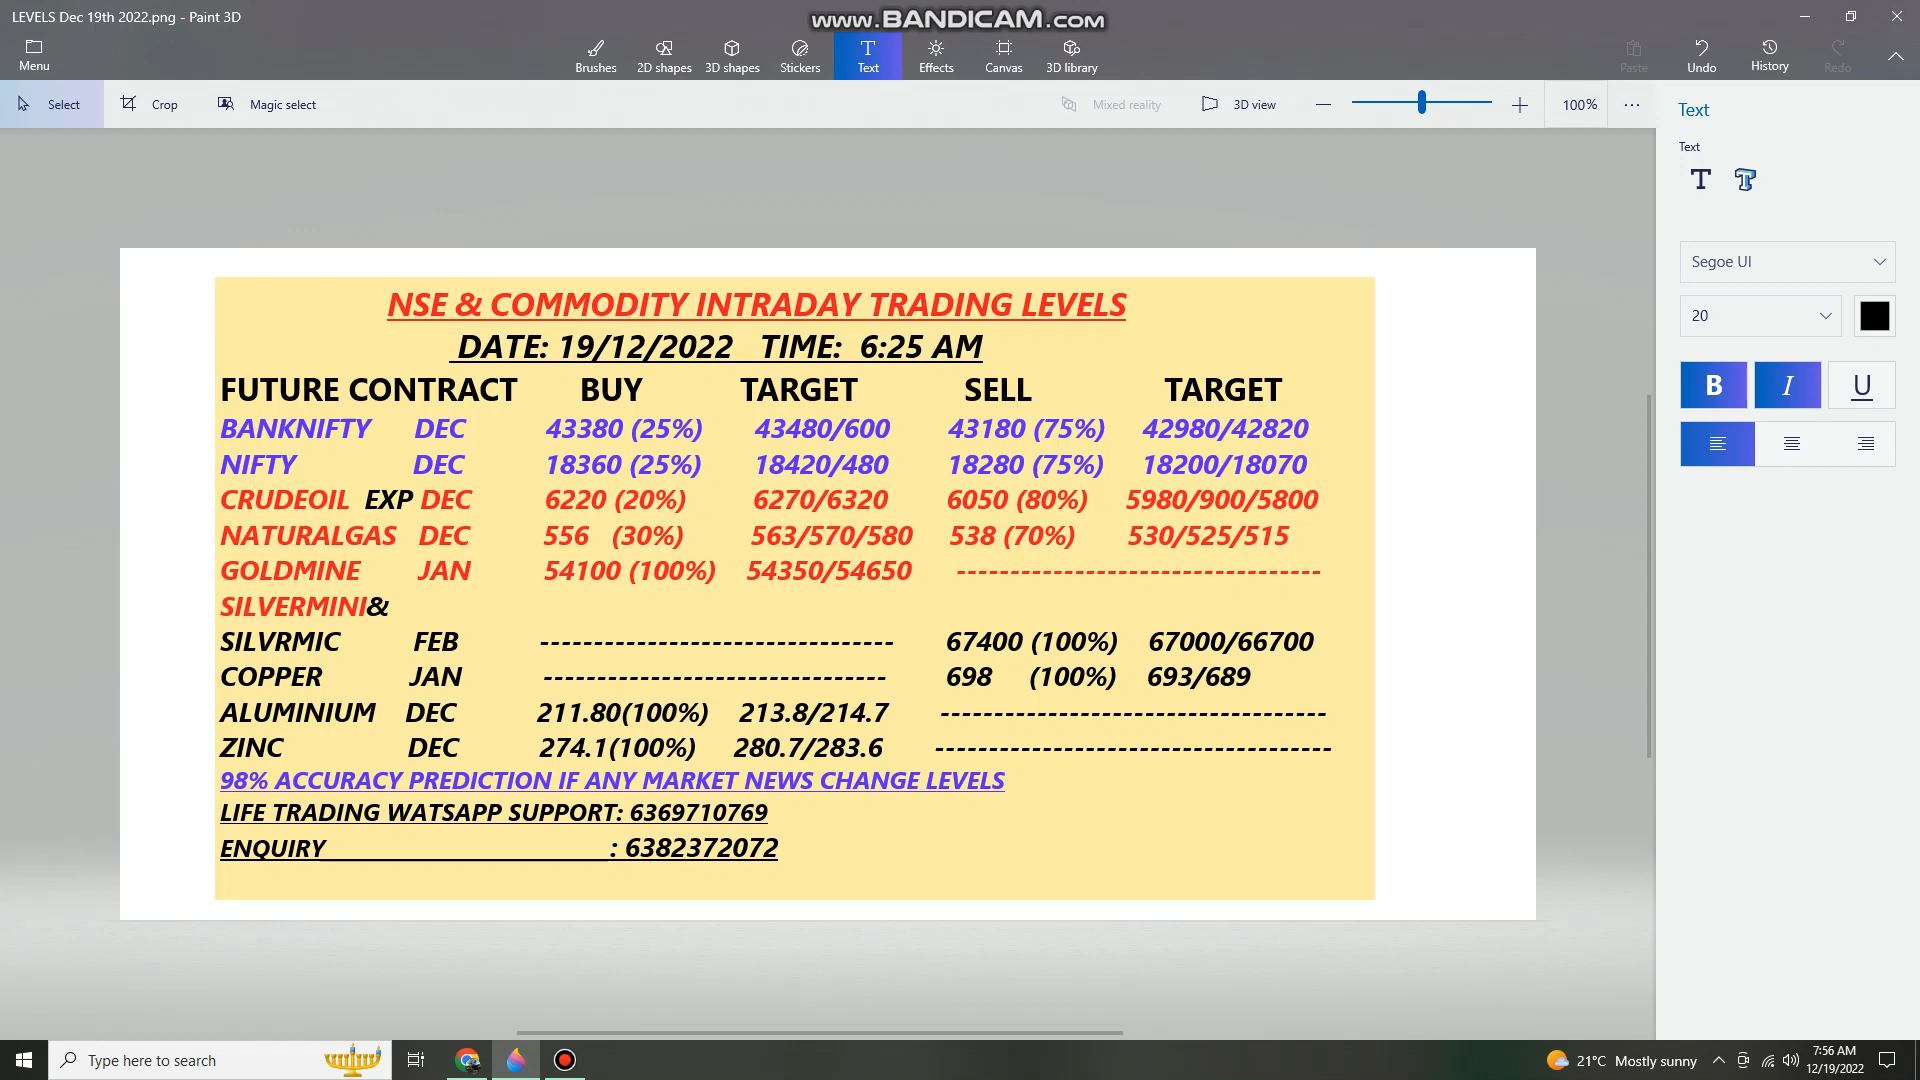 LEVELS Dec 19th 2022.png - Paint 3D
www.BANDICAM.com
Menu
Brushes 2D shapes 3D shapes Stickers Text Effects Canvas 3D library Paste Undo History Redo
Select Crop Magic select Mixed reality 3D view 100%
Text
Text
Segoe UI
20
B I U
NSE & COMMODITY INTRADAY TRADING LEVELS
DATE: 19/12/2022 TIME: 6:25 AM
FUTURE CONTRACT BUY TARGET SELL TARGET
BANKNIFTY DEC 43380 (25%) 43480/600 43180 (75%) 42980/42820
NIFTY DEC 18360 (25%) 18420/480 18280 (75%) 18200/18070
CRUDEOIL EXP DEC 6220 (20%) 6270/6320 6050 (80%) 5980/900/5800
NATURALGAS DEC 556 (30%) 563/570/580 538 (70%) 530/525/515
GOLDMINE JAN 54100 (100%) 54350/54650 ----------------------------------
SILVERMINI&
SILVRMIC FEB --------------------------------- 67400 (100%) 67000/66700
COPPER JAN -------------------------------- 698 (100%) 693/689
ALUMINIUM DEC 211.80(100%) 213.8/214.7 ------------------------------------
ZINC DEC 274.1(100%) 280.7/283.6 -------------------------------------
98% ACCURACY PREDICTION IF ANY MARKET NEWS CHANGE LEVELS
LIFE TRADING WATSAPP SUPPORT: 6369710769
ENQUIRY : 6382372072
Type here to search
21°C Mostly sunny
7:56 AM
12/19/2022